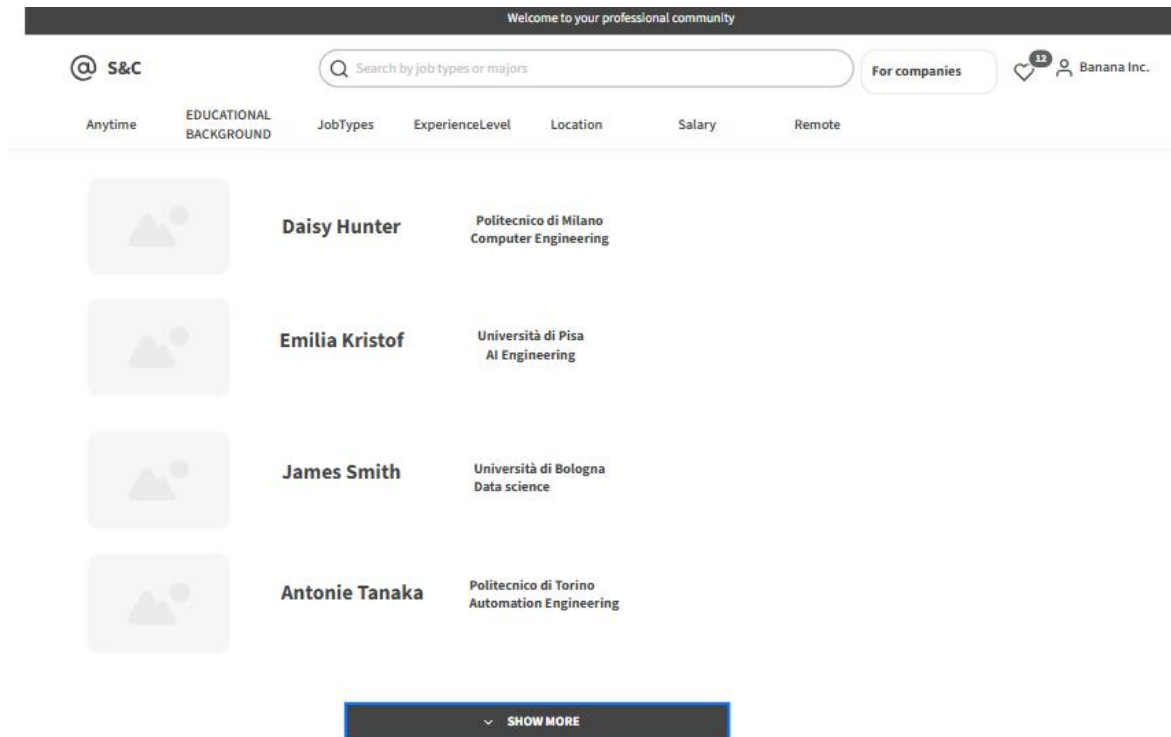 Welcome to your professional community
@ S&C
Search by job types or majors
For companies
12
Banana Inc.
Anytime
EDUCATIONAL
BACKGROUND
JobTypes
ExperienceLevel
Location
Salary
Remote
Daisy Hunter
Politecnico di Milano
Computer Engineering
Emilia Kristof
Università di Pisa
AI Engineering
James Smith
Università di Bologna
Data science
Antonie Tanaka
Politecnico di Torino
Automation Engineering
SHOW MORE